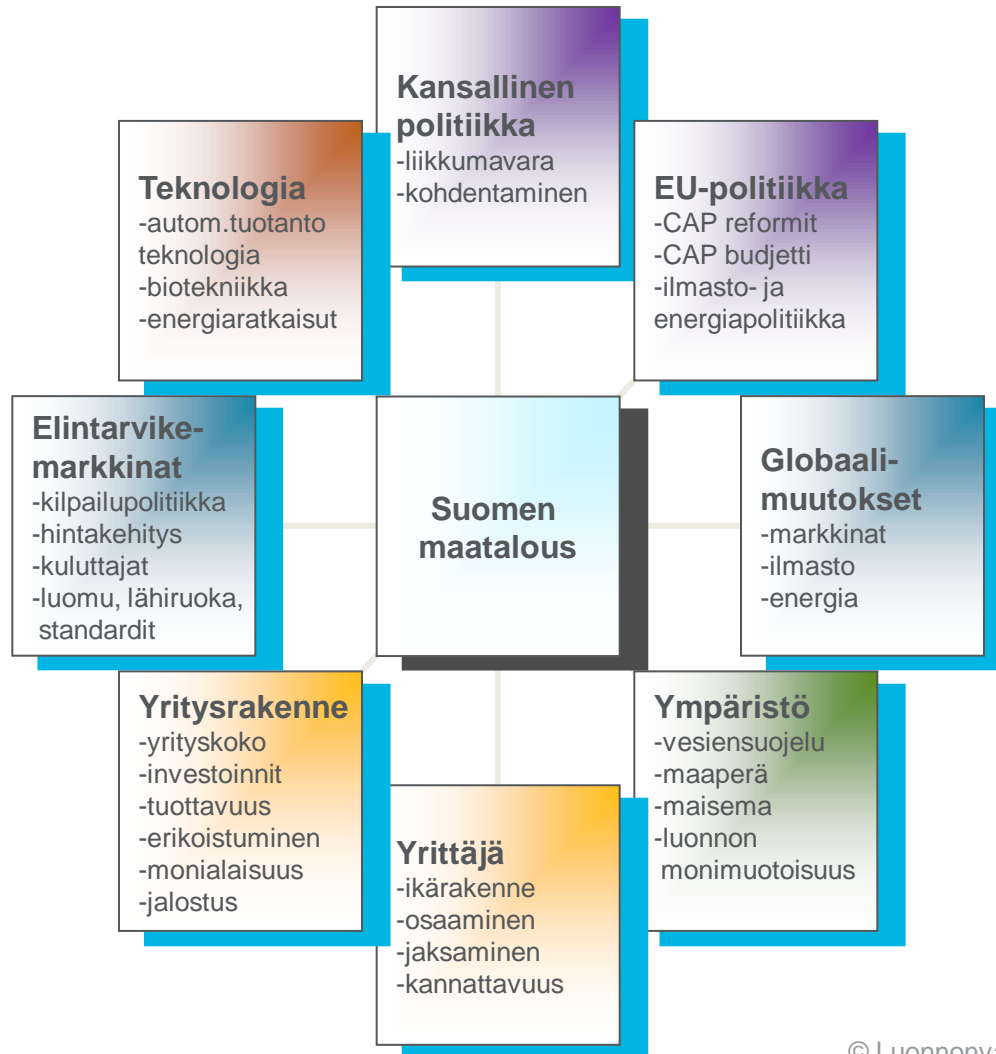 Kansallinen
politiikka
-liikkumavara
-kohdentaminen
Teknologia
-autom.tuotanto
teknologia
-biotekniikka
-energiaratkaisut
EU-politiikka
-CAP reformit
-CAP budjetti
-ilmasto- ja
energiapolitiikka
Elintarvike-
markkinat
-kilpailupolitiikka
-hintakehitys
-kuluttajat
-luomu, lähiruoka,
standardit
Suomen
maatalous
Globaali-
muutokset
-markkinat
-ilmasto
-energia
Yritysrakenne
-yrityskoko
-investoinnit
-tuottavuus
-erikoistuminen
-monialaisuus
-jalostus
Yrittäjä
-ikärakenne
-osaaminen
-jaksaminen
-kannattavuus
Ympäristö
-vesiensuojelu
-maaperä
-maisema
-luonnon
monimuotoisuus
©